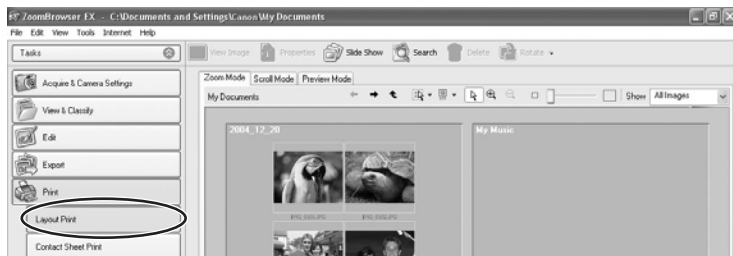 ZoomBrowser EX - C:\Documents and Settings\Canon\My Documents
File Edit View Tools Internet Help
Tasks
View Image Properties Slide Show Search Delete Rotate
Acquire & Camera Settings
Zoom Mode Scroll Mode Preview Mode
My Documents
Show All Images
View & Classify
2004_12_20
My Music
Edit
Export
Print
Layout Print
Contact Sheet Print